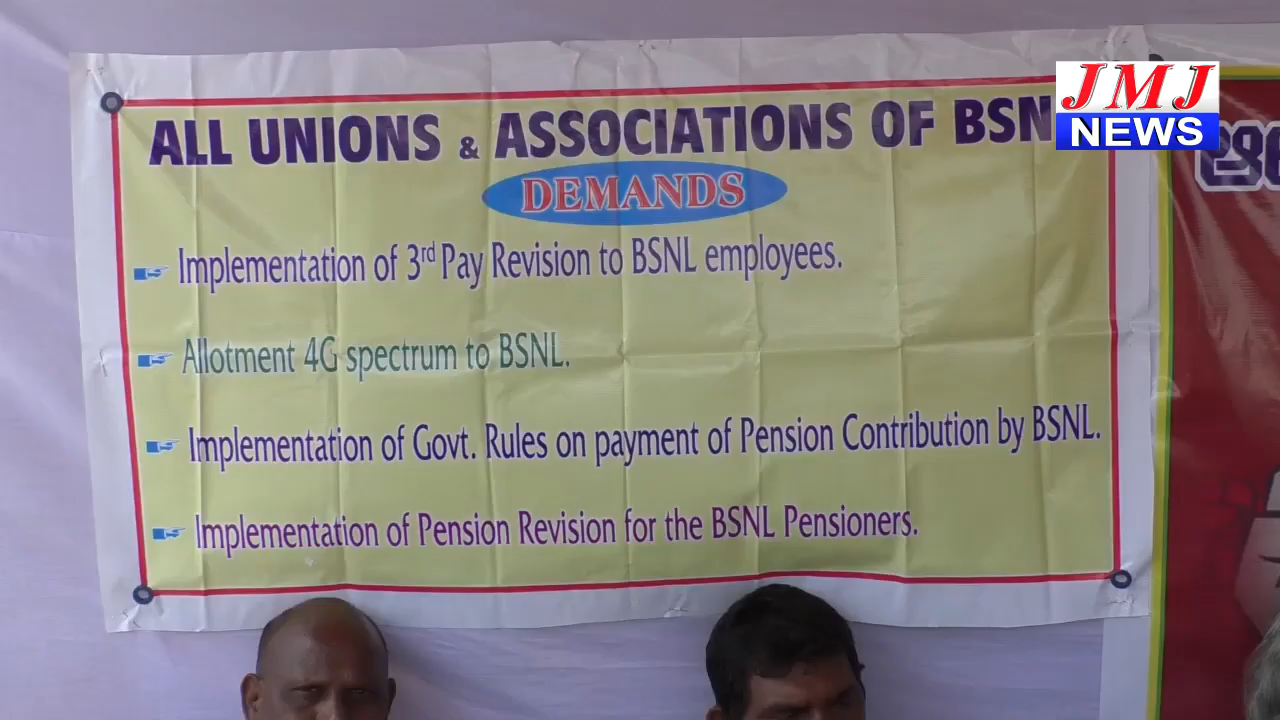 ALL UNIONS & ASSOCIATIONS OF BSN
DEMANDS
Implementation of 3rd Pay Revision to BSNL employees.
Allotment 4G spectrum to BSNL.
Implementation of Govt. Rules on payment of Pension Contribution by BSNL.
Implementation of Pension Revision for the BSNL Pensioners.
JMJ
NEWS